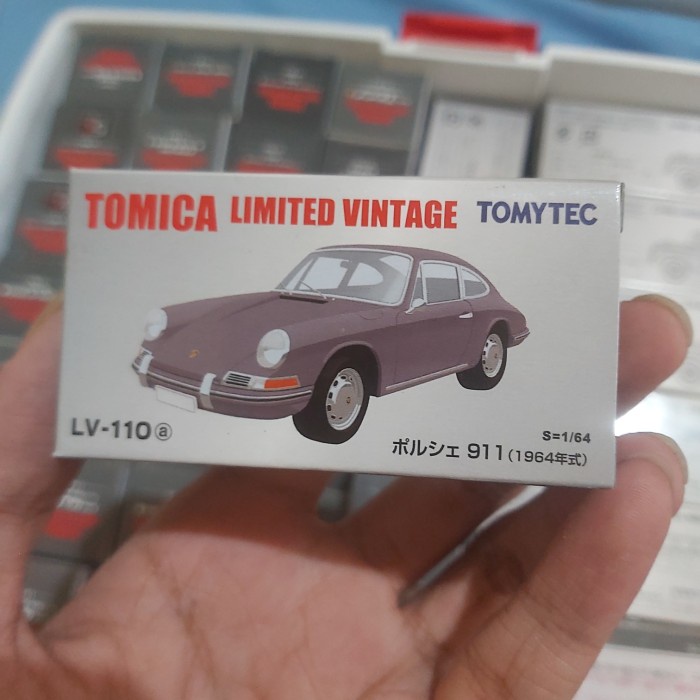 TOMICA LIMITED VINTAGE TOMYTEC
LV-110ⓐ
S=1/64
ポルシェ 911(1964年式)